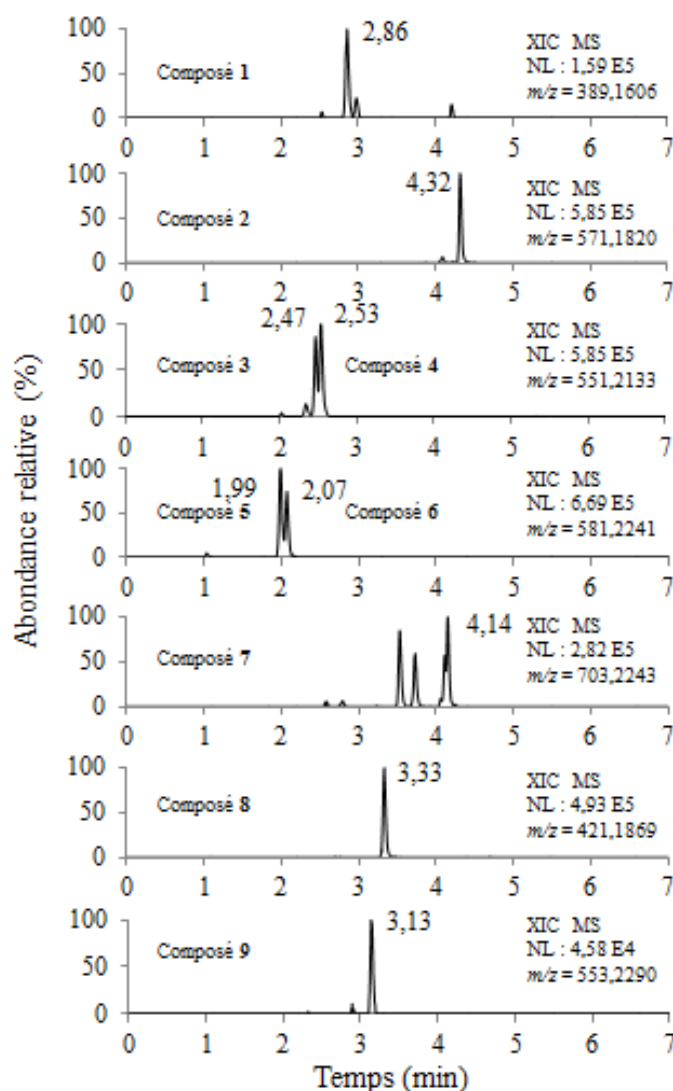 Abondance relative (%)
100
50
0
2,86
Composé 1
XIC MS
NL : 1,59 E5
m/z = 389,1606
0 1 2 3 4 5 6 7
100
50
0
4,32
Composé 2
XIC MS
NL : 5,85 E5
m/z = 571,1820
0 1 2 3 4 5 6 7
100
50
0
2,47 2,53
Composé 3 Composé 4
XIC MS
NL : 5,85 E5
m/z = 551,2133
0 1 2 3 4 5 6 7
100
50
0
1,99 2,07
Composé 5 Composé 6
XIC MS
NL : 6,69 E5
m/z = 581,2241
0 1 2 3 4 5 6 7
100
50
0
4,14
Composé 7
XIC MS
NL : 2,82 E5
m/z = 703,2243
0 1 2 3 4 5 6 7
100
50
0
3,33
Composé 8
XIC MS
NL : 4,93 E5
m/z = 421,1869
0 1 2 3 4 5 6 7
100
50
0
3,13
Composé 9
XIC MS
NL : 4,58 E4
m/z = 553,2290
0 1 2 3 4 5 6 7
Temps (min)